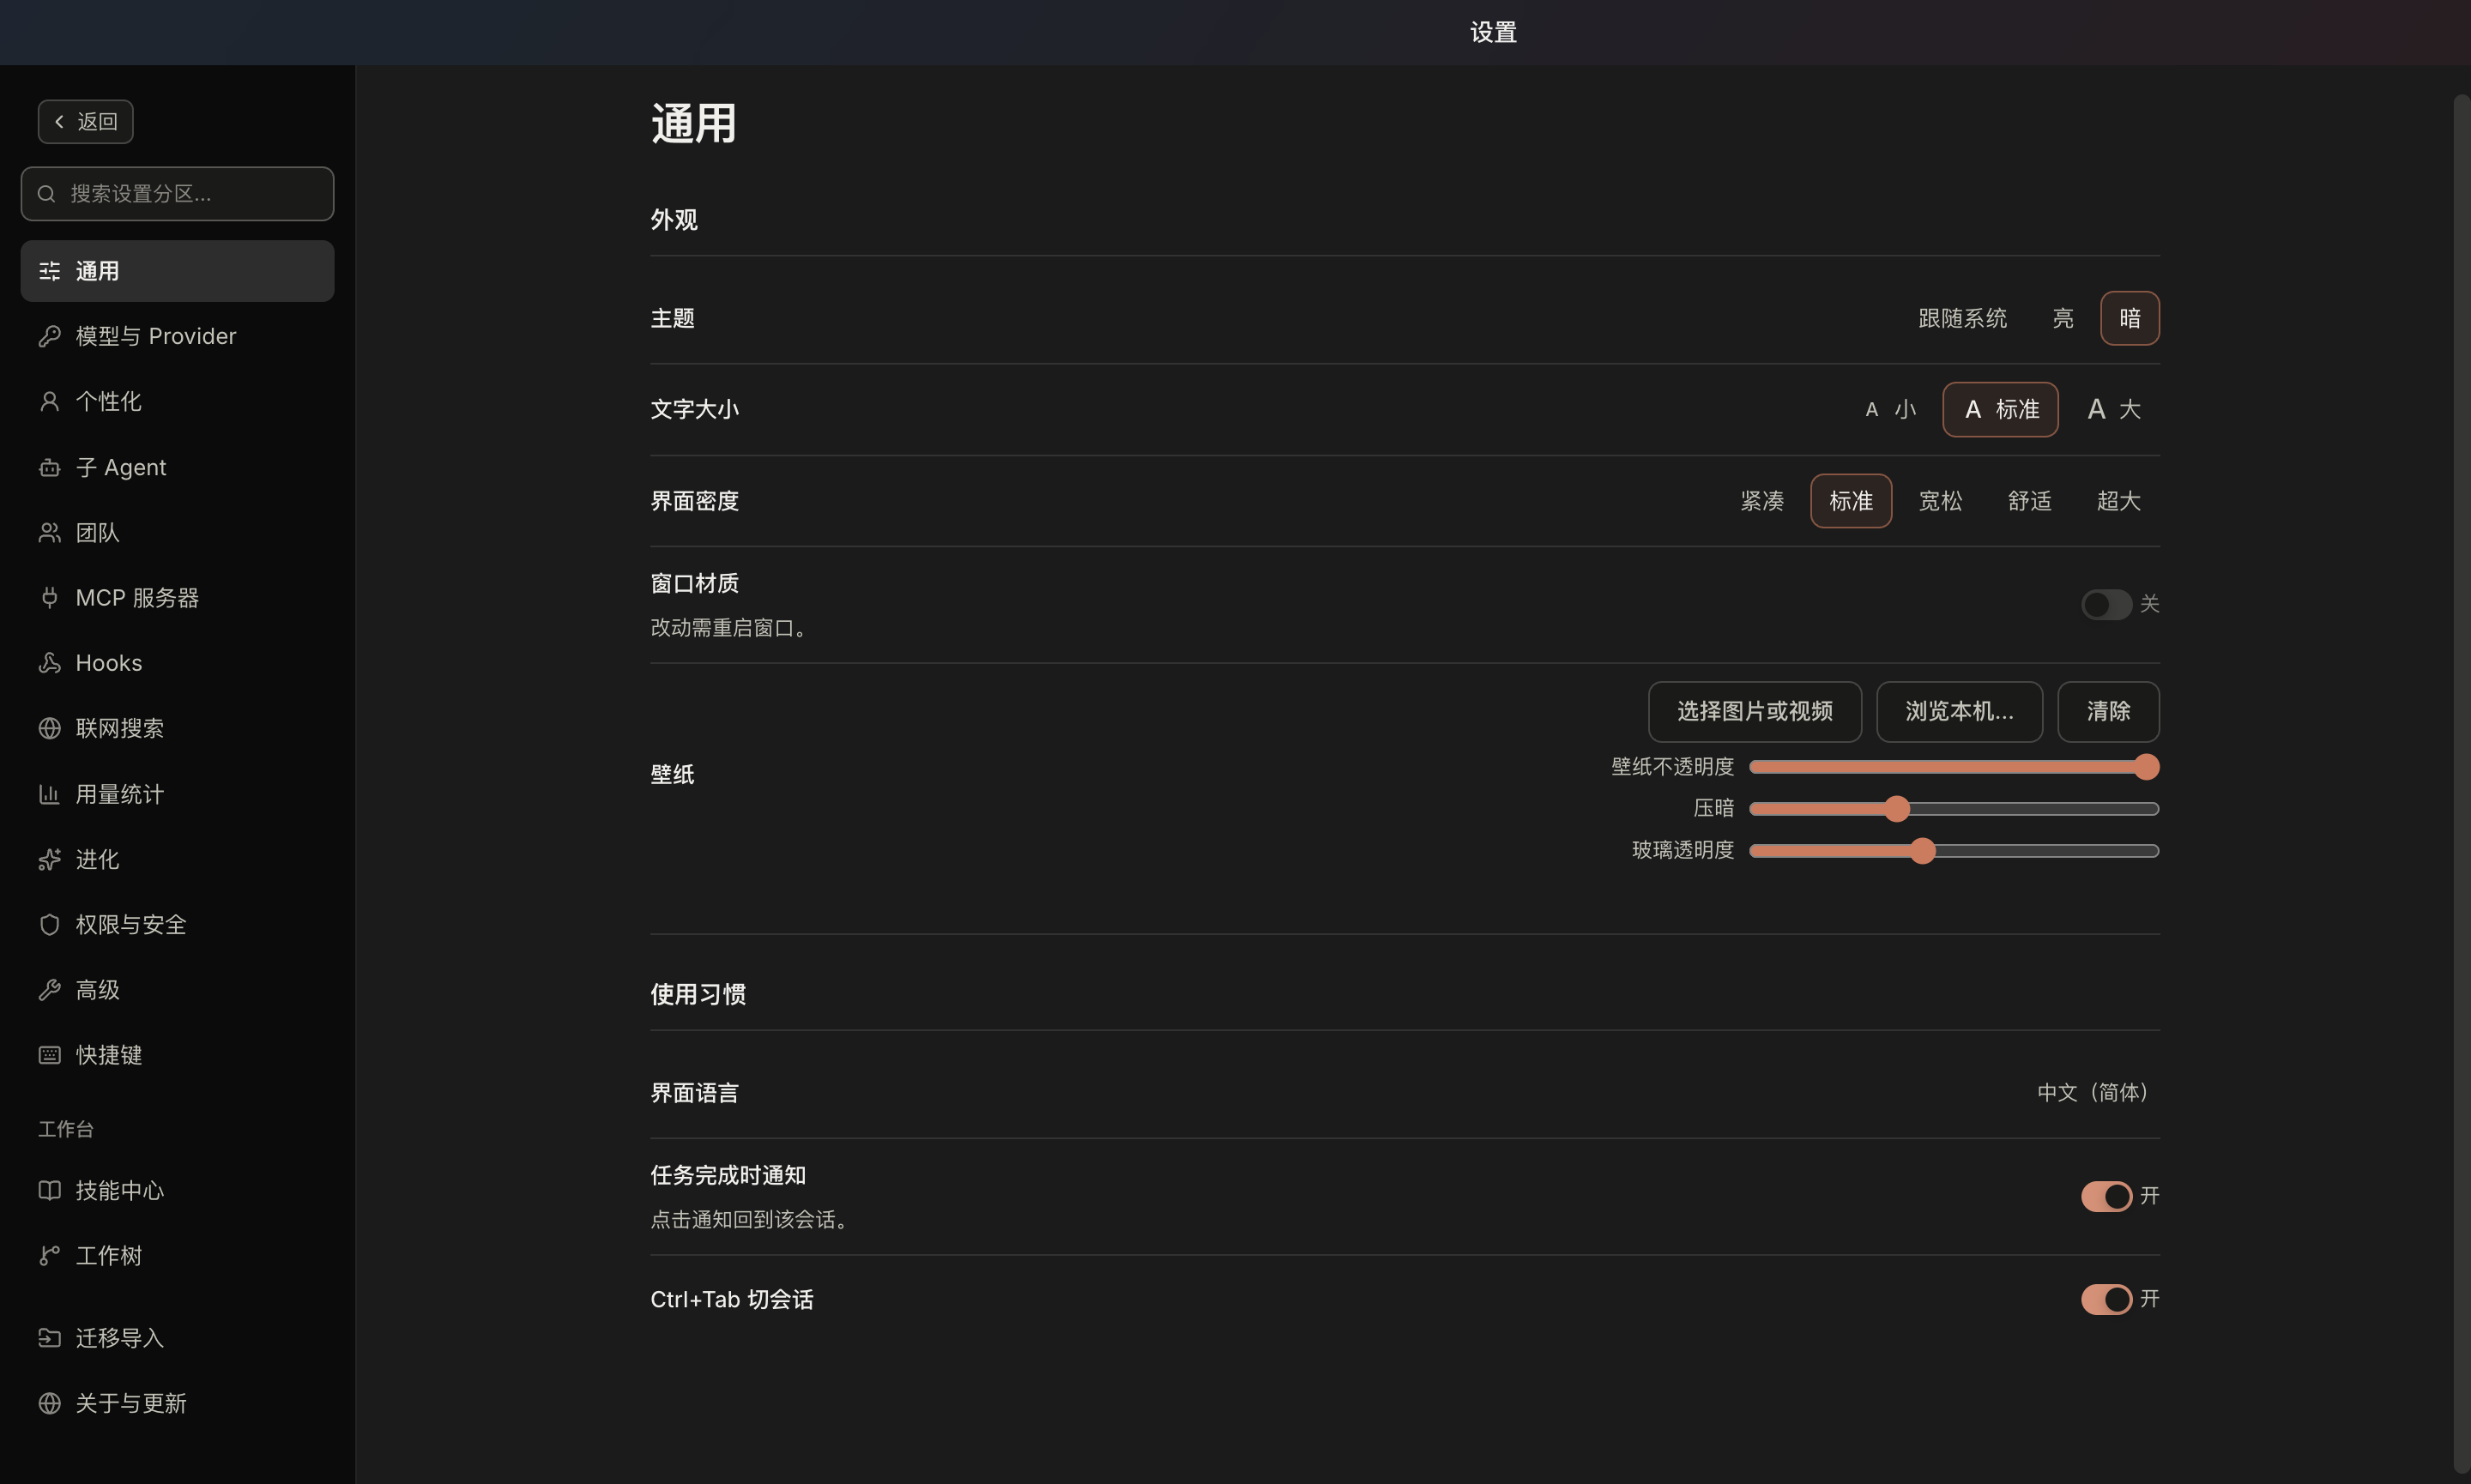 设置
返回
搜索设置分区...
通用
模型与 Provider
个性化
子 Agent
团队
MCP 服务器
Hooks
联网搜索
用量统计
进化
权限与安全
高级
快捷键
工作台
技能中心
工作树
迁移导入
关于与更新
通用
外观
主题
跟随系统 亮 暗
文字大小
A 小 A 标准 A 大
界面密度
紧凑 标准 宽松 舒适 超大
窗口材质
改动需重启窗口。
关
壁纸
选择图片或视频 浏览本机... 清除
壁纸不透明度
压暗
玻璃透明度
使用习惯
界面语言
中文（简体）
任务完成时通知
点击通知回到该会话。
开
Ctrl+Tab 切会话
开